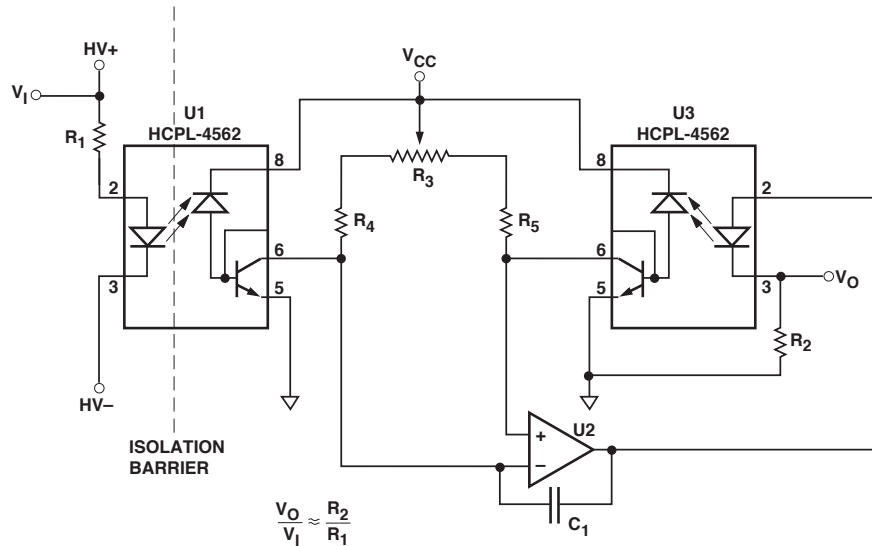 HV+
V_I
R_1
U1
HCPL-4562
2
3
8
6
5
HV–
ISOLATION
BARRIER
V_CC
R_3
R_4
R_5
U3
HCPL-4562
8
6
5
2
3
V_O
R_2
U2
+
–
C_1
V_O/V_I ≈ R_2/R_1